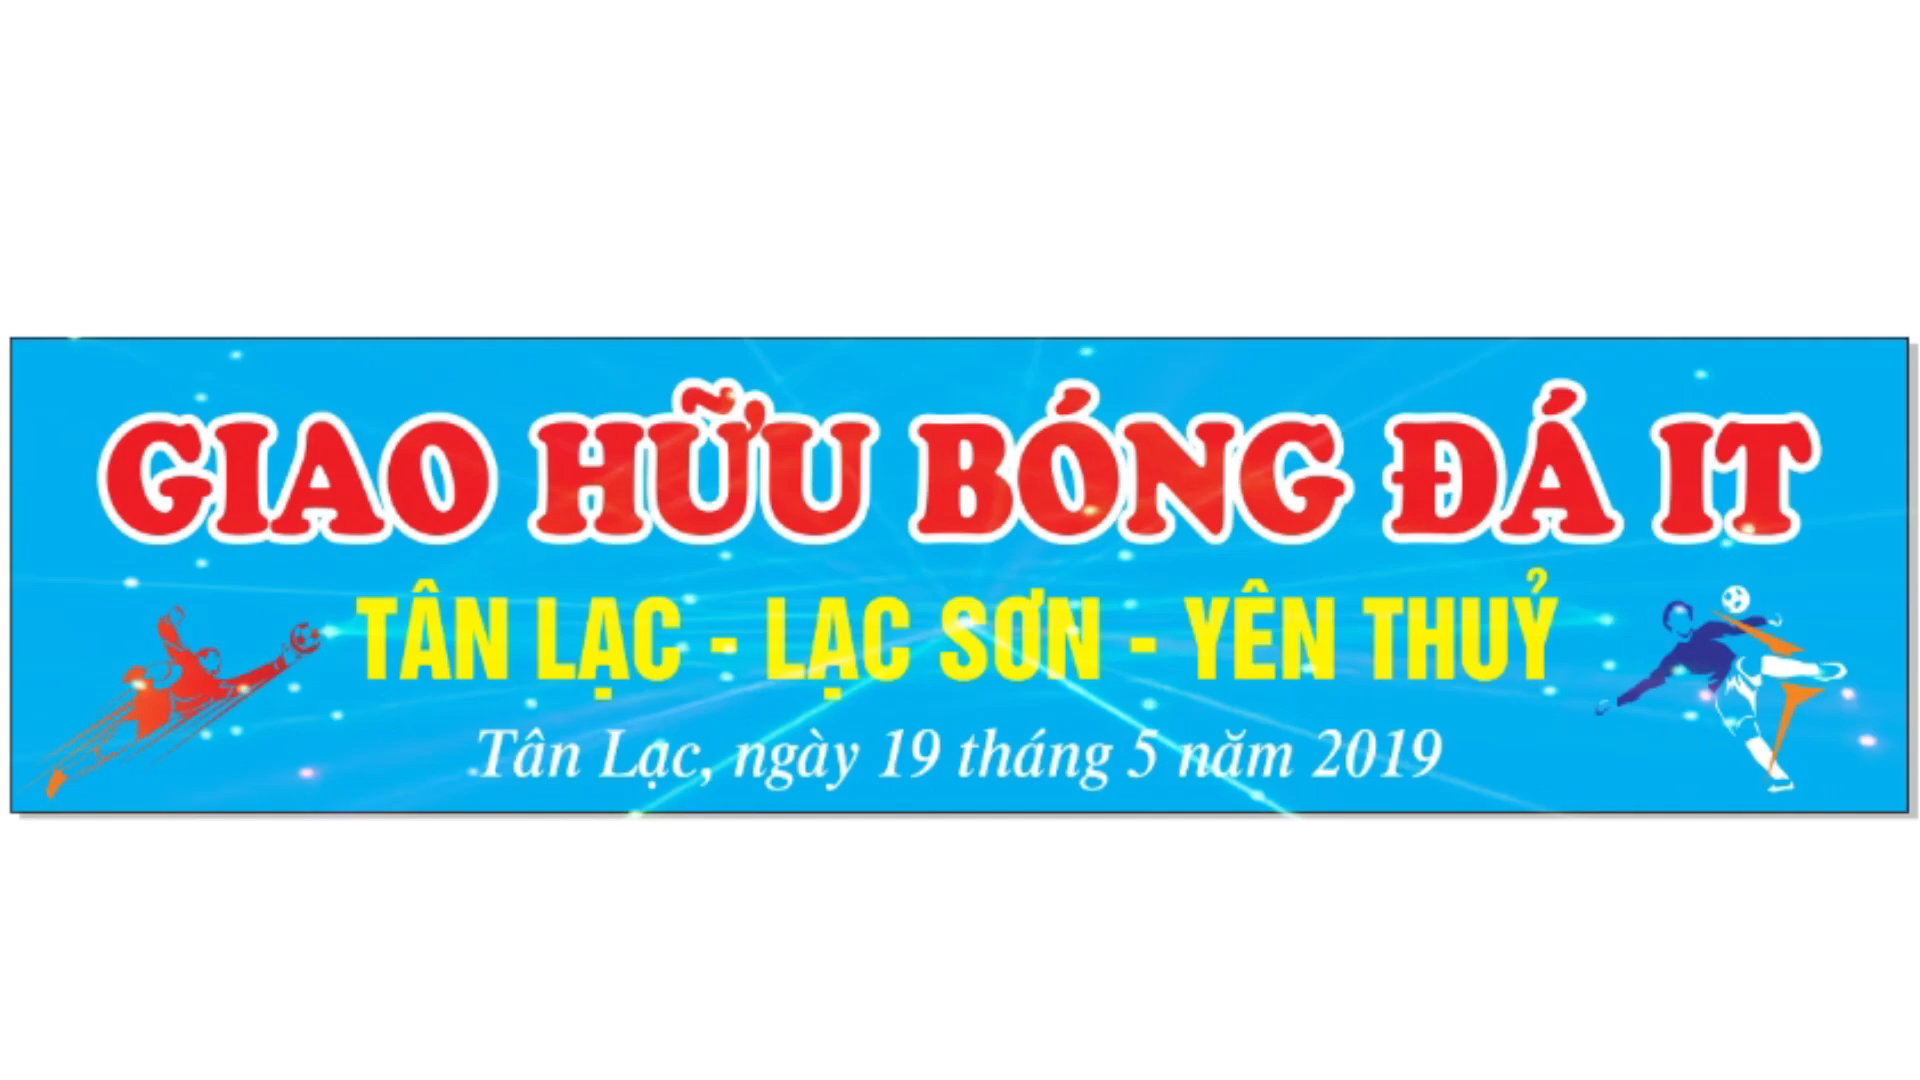 GIAO HỮU BÓNG ĐÁ IT
TÂN LẠC - LẠC SƠN - YÊN THUỶ
Tân Lạc, ngày 19 tháng 5 năm 2019